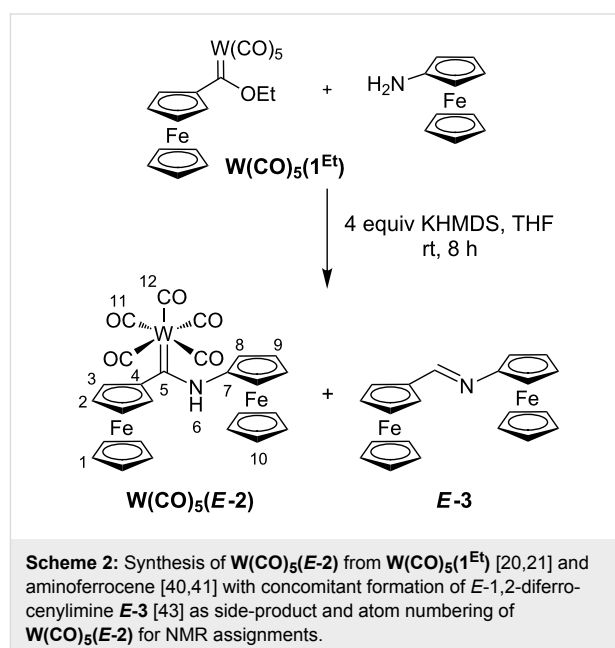 W(CO)5
OEt
Fe
W(CO)5(1Et)
+
H2N
Fe
4 equiv KHMDS, THF
rt, 8 h
12
CO
11
OC
CO
W
OC
CO
3
4
2
5
N
H
6
7
8
9
Fe
Fe
1
10
W(CO)5(E-2)
+
N
Fe
Fe
E-3
Scheme 2: Synthesis of W(CO)5(E-2) from W(CO)5(1Et) [20,21] and
aminoferrocene [40,41] with concomitant formation of E-1,2-diferro-
cenylimine E-3 [43] as side-product and atom numbering of
W(CO)5(E-2) for NMR assignments.